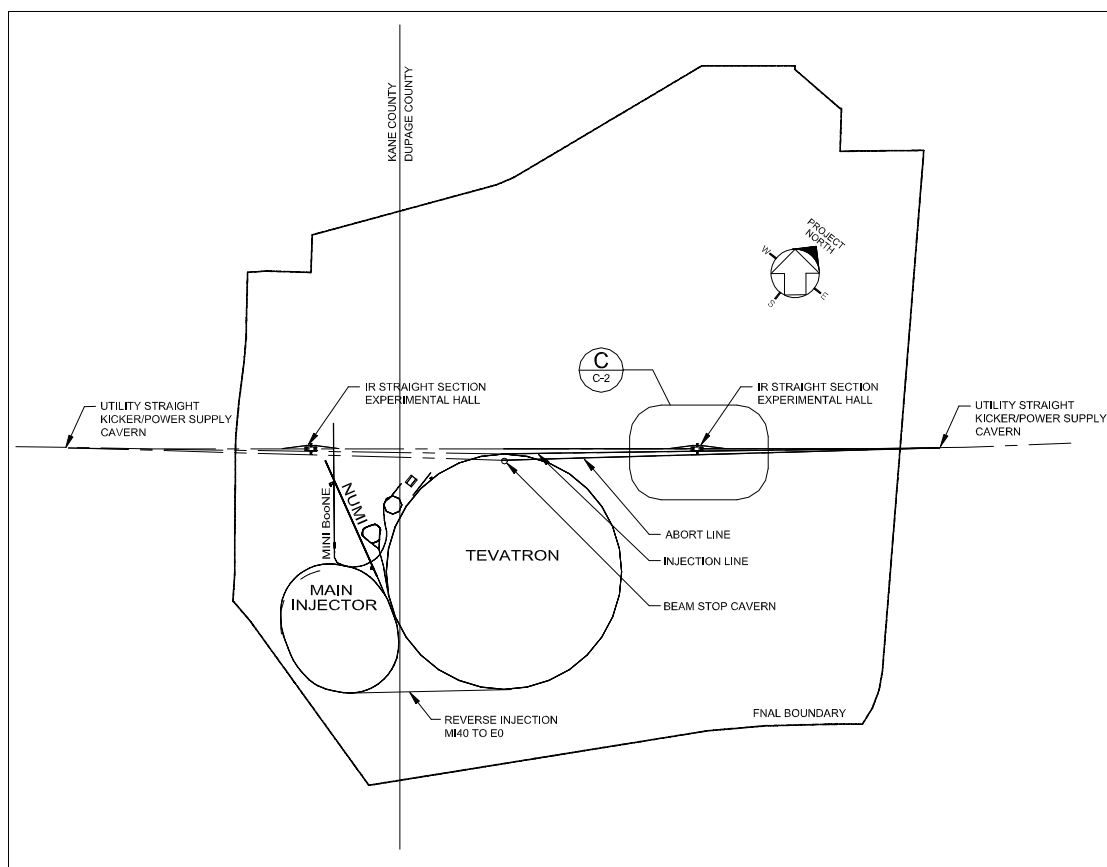 KANE COUNTY
DUPAGE COUNTY
PROJECT
NORTH
W
S
E
C
C-2
IR STRAIGHT SECTION
EXPERIMENTAL HALL
IR STRAIGHT SECTION
EXPERIMENTAL HALL
UTILITY STRAIGHT
KICKER/POWER SUPPLY
CAVERN
UTILITY STRAIGHT
KICKER/POWER SUPPLY
CAVERN
MINI BooNE
NUMI
ABORT LINE
TEVATRON
INJECTION LINE
MAIN
INJECTOR
BEAM STOP CAVERN
FNAL BOUNDARY
REVERSE INJECTION
MI40 TO E0